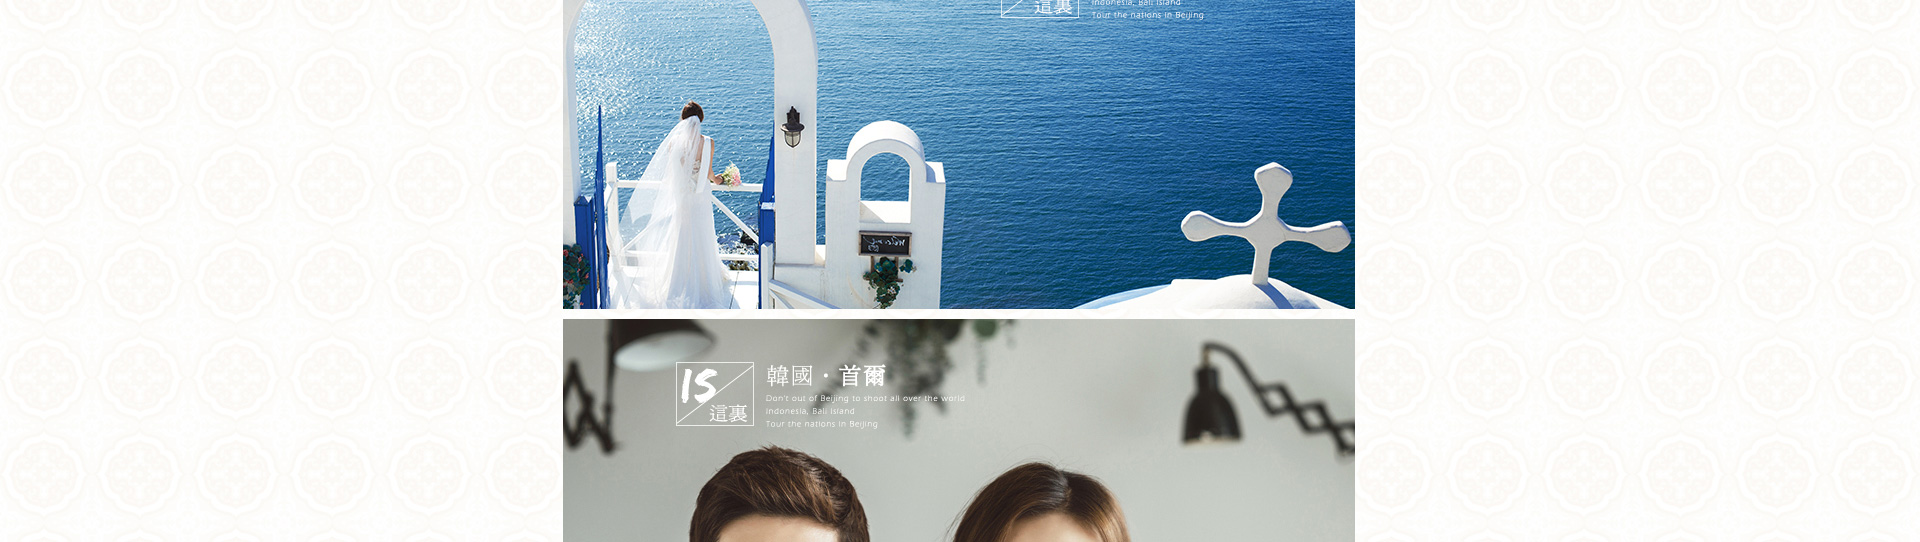 這裏
Indonesia, Bali Island
Tour the nations in Beijing
IS
這裏
韓國·首爾
Don't out of Beijing to shoot all over the world
Indonesia, Bali Island
Tour the nations in Beijing